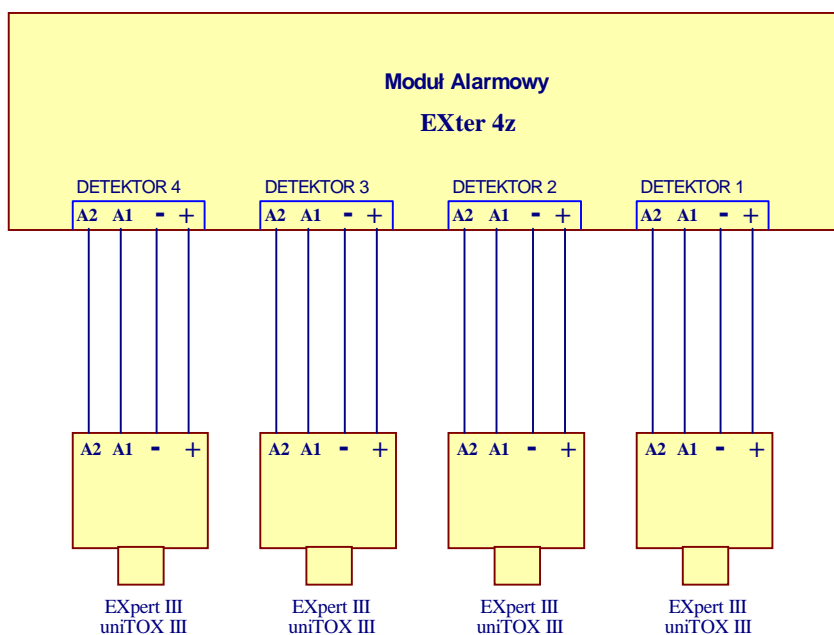 Moduł Alarmowy
EXter 4z
DETEKTOR 4 DETEKTOR 3 DETEKTOR 2 DETEKTOR 1
A2 A1 - + A2 A1 - + A2 A1 - + A2 A1 - +
A2 A1 - + A2 A1 - + A2 A1 - + A2 A1 - +
EXpert III EXpert III EXpert III EXpert III
uniTOX III uniTOX III uniTOX III uniTOX III